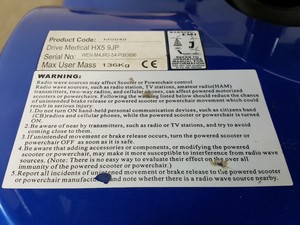 Product Code:
Drive Medical HX5 9JP
Serial No:
Max User Mass 136Kg
WARNING:
Radio wave sources may affect Scooter or Powerchair control
Radio wave sources, such as radio station, TV stations, amateur radio(HAM)
transmitters, two-way radios, and cellular phones, can affect powered motorized
scooters or powerchairs. Following the warning listed below should reduce the chance
of unintended brake release or powered scooter or powerchair movement which could
result in serious injury.
1.Do not turn ON hand-held personal communication devices, such as citizens band
(CB)radios and cellular phones, while the powered scooter or powerchair is turned
ON.
2.Be aware of near by transmitters, such as radio or TV stations, and try to avoid
coming close to them.
3.If unintended movement or brake release occurs, turn the powered scooter or
powerchair OFF as soon as it is safe.
4.Be aware that adding accessories or components, or modifying the powered
scooter or powerchair, may make it more susceptible to interference from radio wave
sources. (Note: There is no easy way to evaluate their effect on the over all
immunity of the powered scooter of the powerchair).
5.Report all incidents of unintened movement or brake release to the powered scooter
or powerchair manufacturer, and note whether there is a radio wave source nearby.